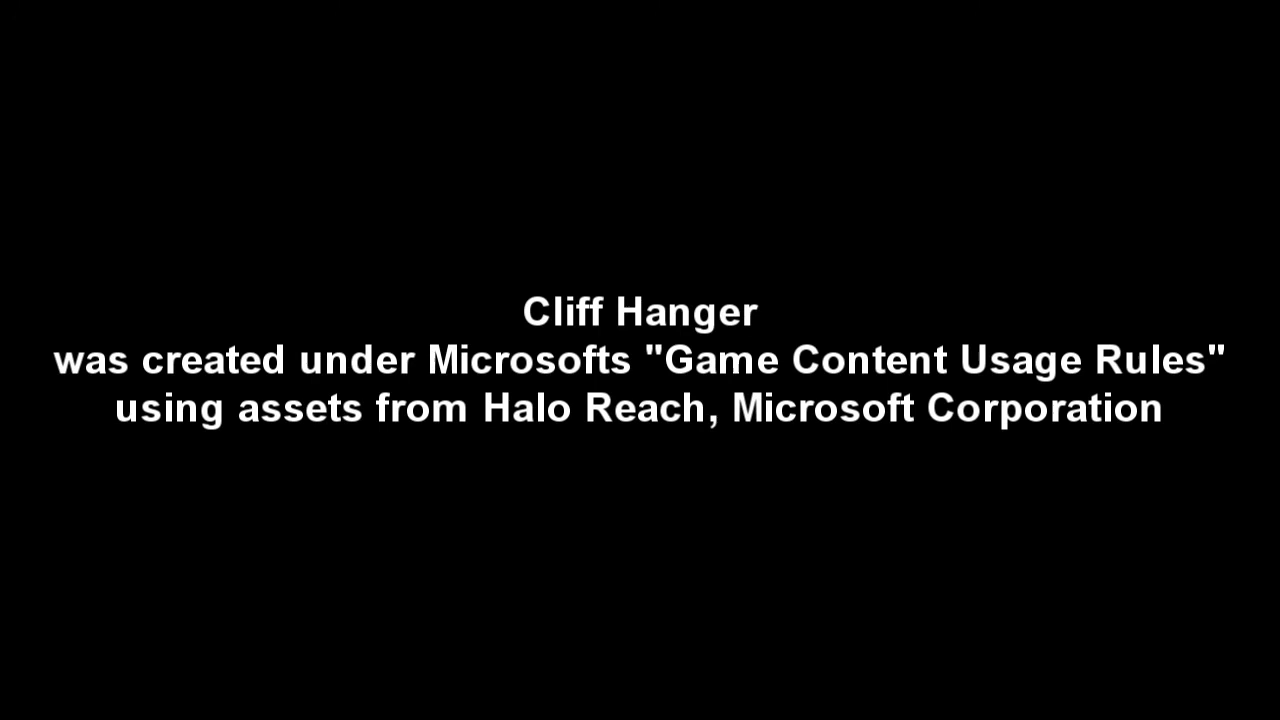 Cliff Hanger
was created under Microsofts "Game Content Usage Rules"
using assets from Halo Reach, Microsoft Corporation